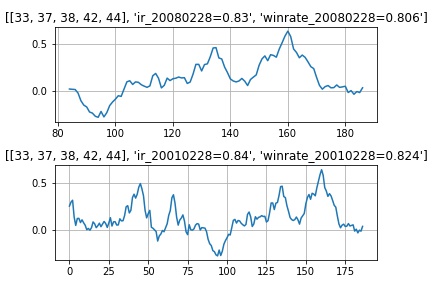 [[33, 37, 38, 42, 44], 'ir_20080228=0.83', 'winrate_20080228=0.806']
0.5
0.0
80 100 120 140 160 180
[[33, 37, 38, 42, 44], 'ir_20010228=0.84', 'winrate_20010228=0.824']
0.5
0.0
0 25 50 75 100 125 150 175